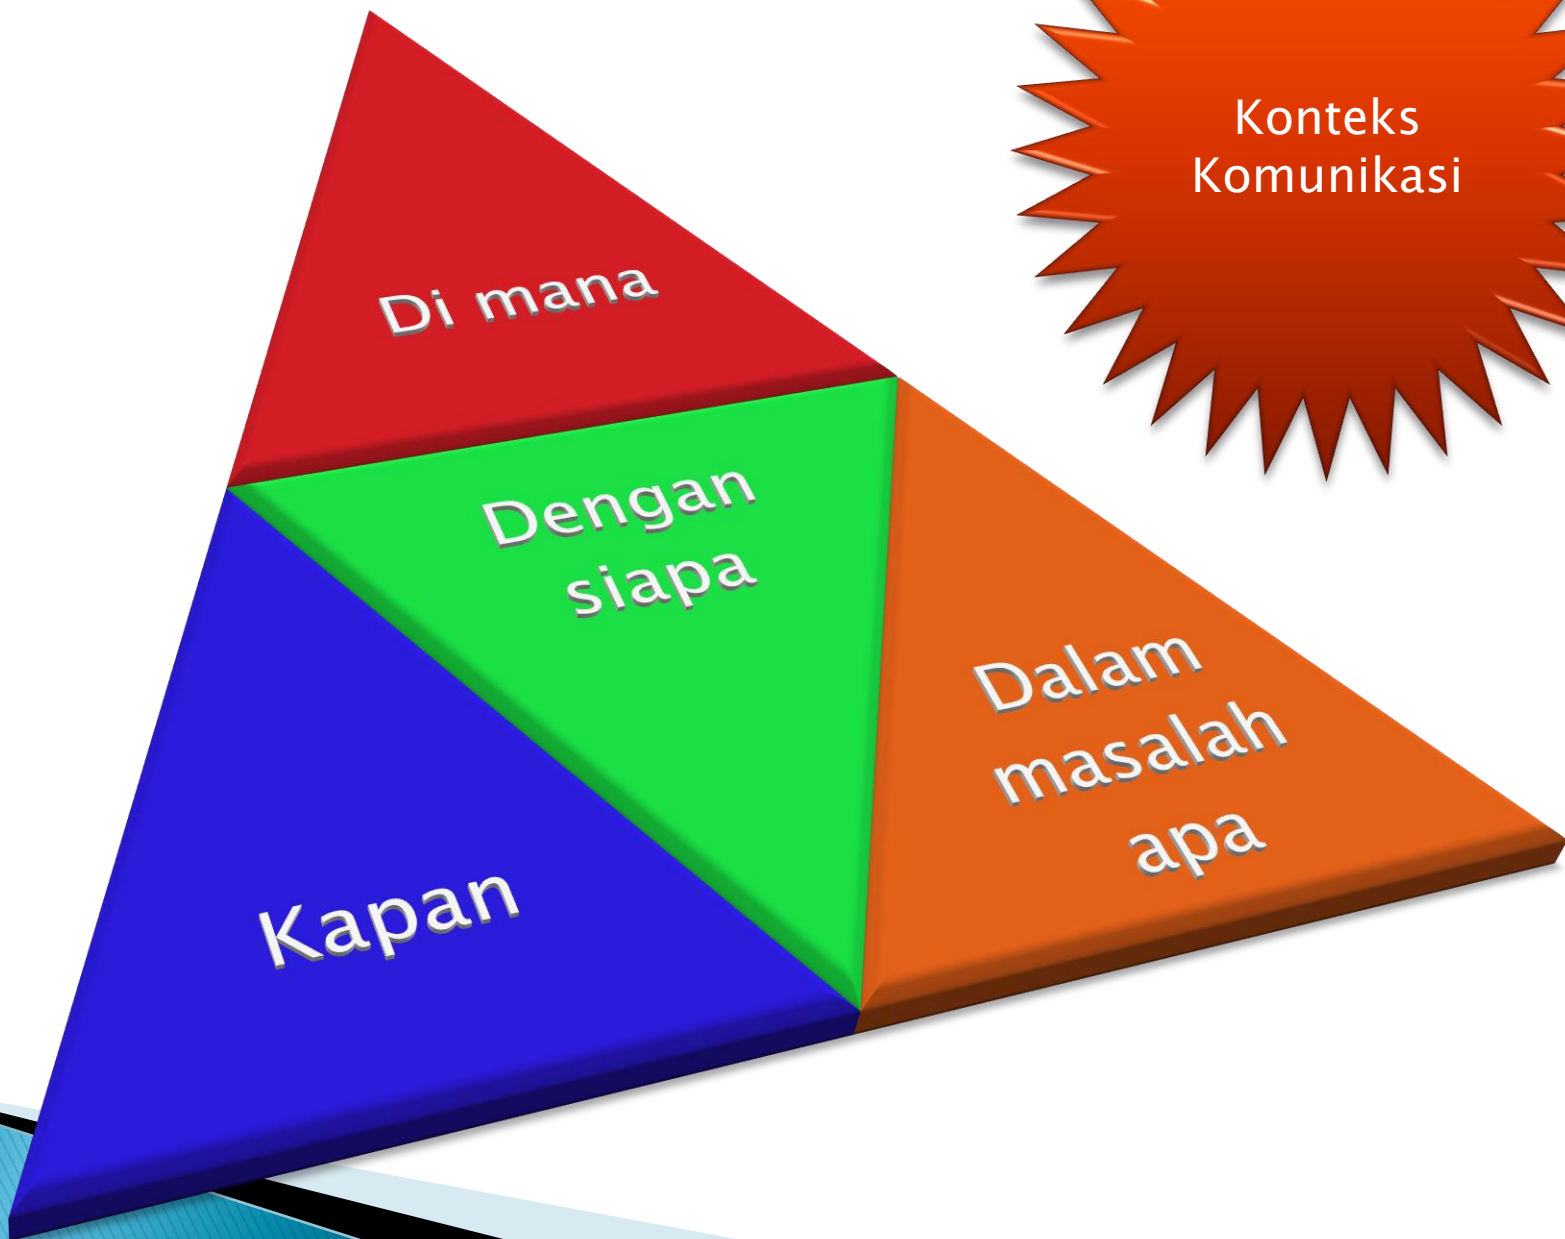 Konteks
Komunikasi
Di mana
Dengan
siapa
Dalam
masalah
apa
Kapan